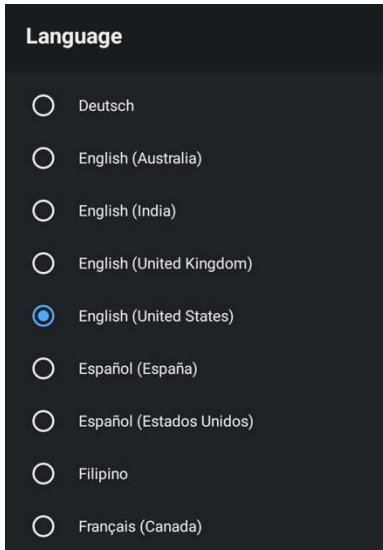 Language
Deutsch
English (Australia)
English (India)
English (United Kingdom)
English (United States)
Español (España)
Español (Estados Unidos)
Filipino
Français (Canada)